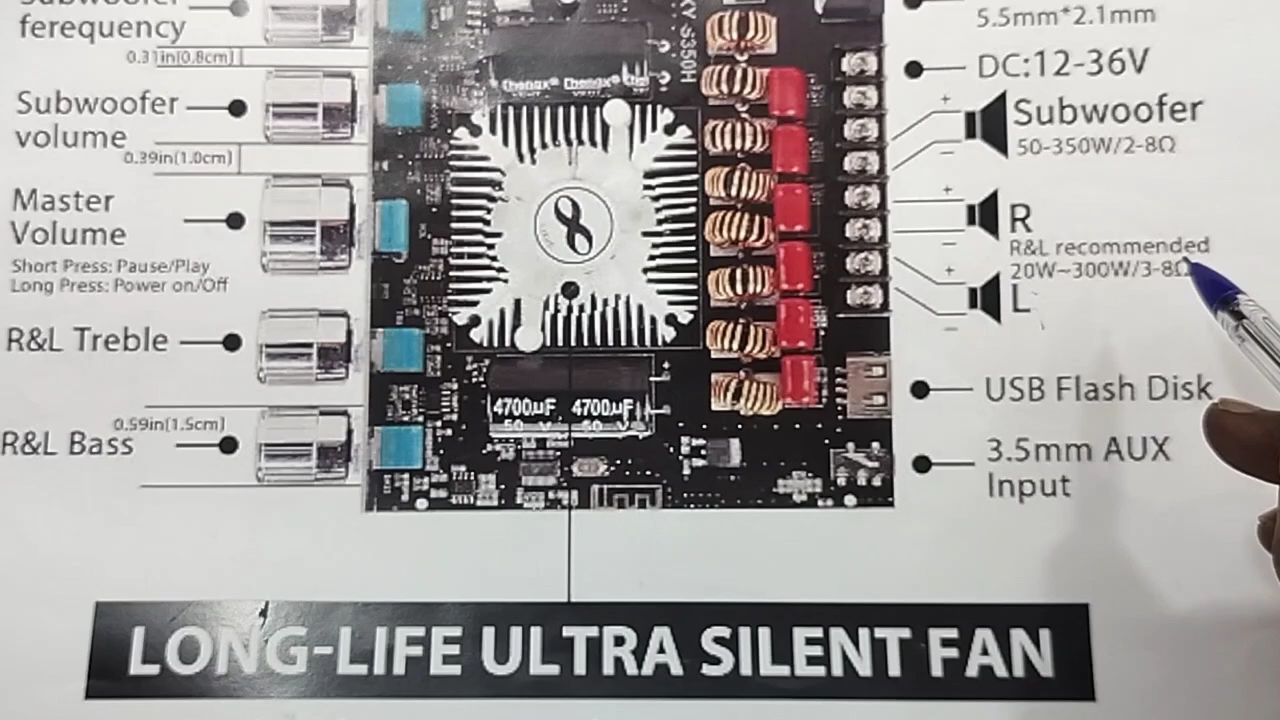 Subwoofer
ferequency
0.31in(0.8cm)
Subwoofer
volume
0.39in(1.0cm)
Master
Volume
Short Press: Pause/Play
Long Press: Power on/Off
R&L Treble
0.59in(1.5cm)
R&L Bass
4700µF 4700µF
50 V 50 V
5.5mm*2.1mm
DC:12-36V
+
Subwoofer
50-350W/2-8Ω
−
+
R
−
R&L recommended
20W~300W/3-8Ω
+
L
−
USB Flash Disk
3.5mm AUX
Input
LONG-LIFE ULTRA SILENT FAN